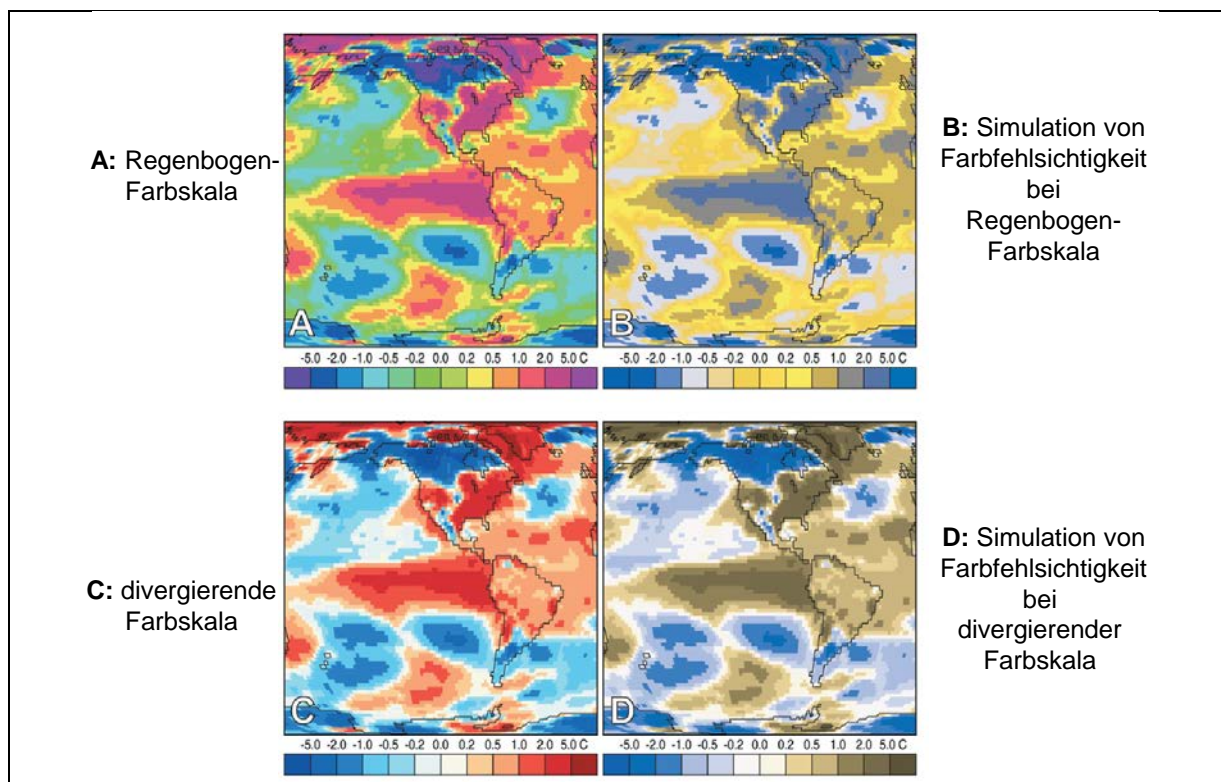 A: Regenbogen-
Farbskala
A
-5.0 -2.0 -1.0 -0.5 -0.2 0.0 0.2 0.5 1.0 2.0 5.0 C
B
-5.0 -2.0 -1.0 -0.5 -0.2 0.0 0.2 0.5 1.0 2.0 5.0 C
B: Simulation von
Farbfehlsichtigkeit
bei
Regenbogen-
Farbskala
C: divergierende
Farbskala
C
-5.0 -2.0 -1.0 -0.5 -0.2 0.0 0.2 0.5 1.0 2.0 5.0 C
D
-5.0 -2.0 -1.0 -0.5 -0.2 0.0 0.2 0.5 1.0 2.0 5.0 C
D: Simulation von
Farbfehlsichtigkeit
bei
divergierender
Farbskala